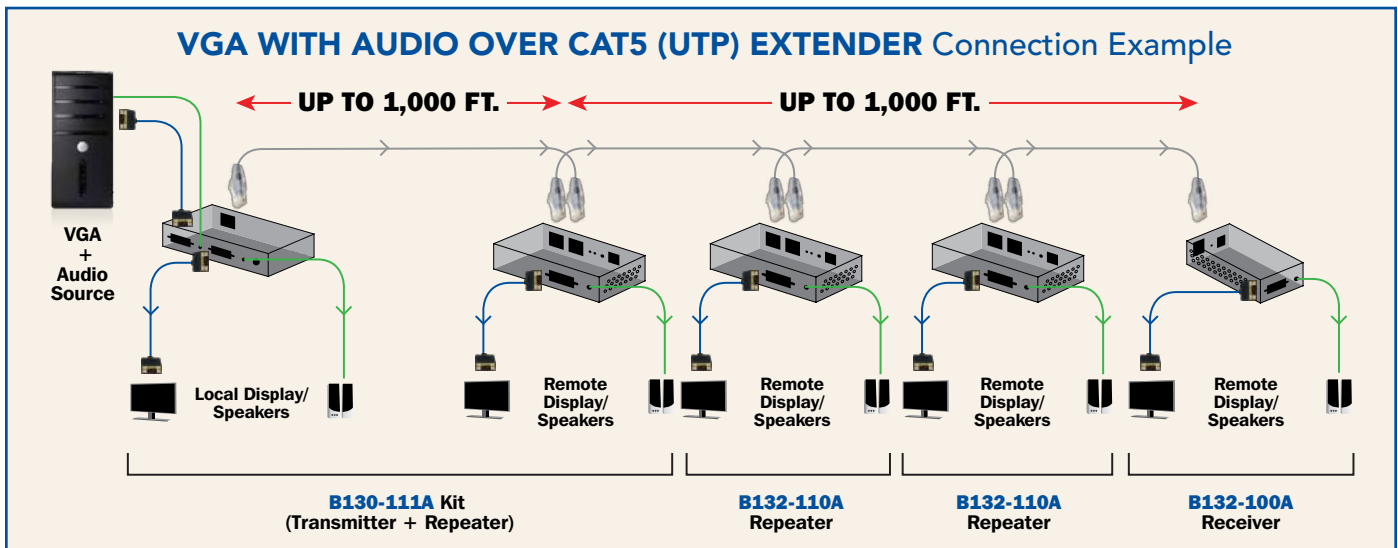 VGA WITH AUDIO OVER CAT5 (UTP) EXTENDER Connection Example
UP TO 1,000 FT.
UP TO 1,000 FT.
VGA
+
Audio
Source
Local Display/
Speakers
Remote
Display/
Speakers
Remote
Display/
Speakers
Remote
Display/
Speakers
Remote
Display/
Speakers
B130-111A Kit
(Transmitter + Repeater)
B132-110A
Repeater
B132-110A
Repeater
B132-100A
Receiver